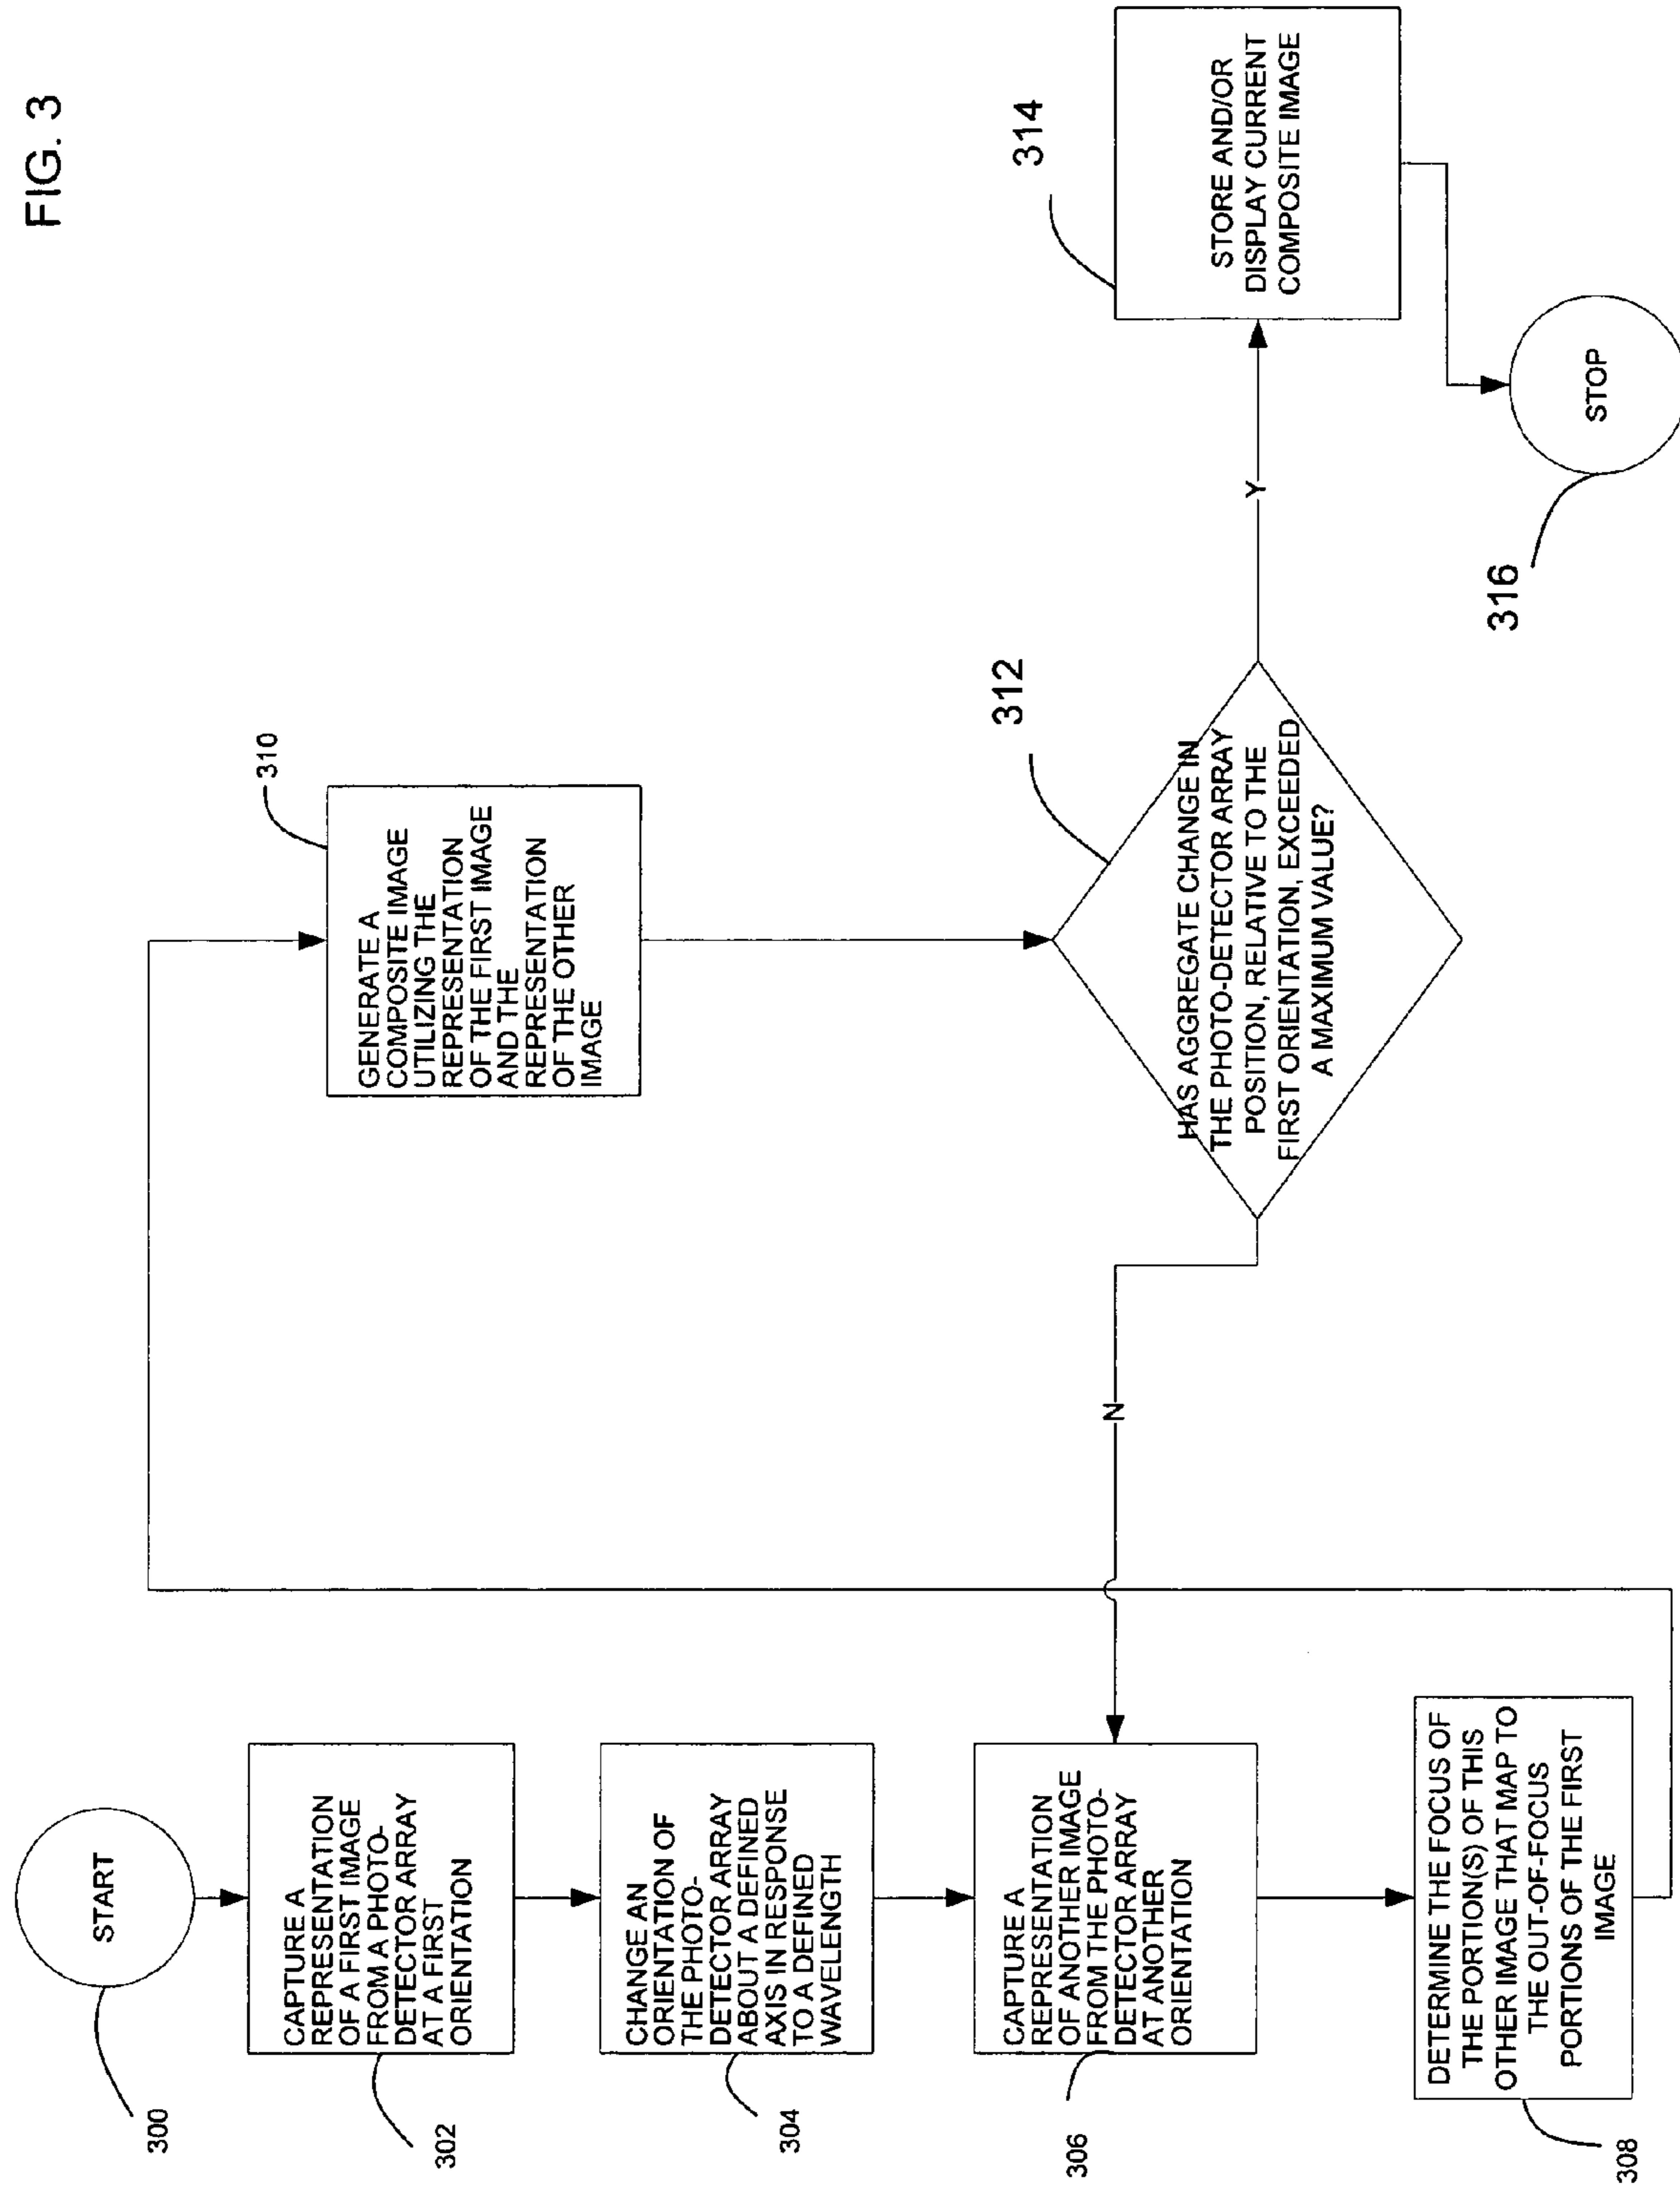 FIG. 3
START
300
CAPTURE A
REPRESENTATION
OF A FIRST IMAGE
FROM A PHOTO-
DETECTOR ARRAY
AT A FIRST
ORIENTATION
302
CHANGE AN
ORIENTATION OF
THE PHOTO-
DETECTOR ARRAY
ABOUT A DEFINED
AXIS IN RESPONSE
TO A DEFINED
WAVELENGTH
304
CAPTURE A
REPRESENTATION
OF ANOTHER IMAGE
FROM THE PHOTO-
DETECTOR ARRAY
AT ANOTHER
ORIENTATION
306
DETERMINE THE FOCUS OF
THE PORTION(S) OF THIS
OTHER IMAGE THAT MAP TO
THE OUT-OF-FOCUS
PORTIONS OF THE FIRST
IMAGE
308
310
GENERATE A
COMPOSITE IMAGE
UTILIZING THE
REPRESENTATION
OF THE FIRST IMAGE
AND THE
REPRESENTATION
OF THE OTHER
IMAGE
312
HAS AGGREGATE CHANGE IN
THE PHOTO-DETECTOR ARRAY
POSITION, RELATIVE TO THE
FIRST ORIENTATION, EXCEEDED
A MAXIMUM VALUE?
N
Y
314
STORE AND/OR
DISPLAY CURRENT
COMPOSITE IMAGE
STOP
316